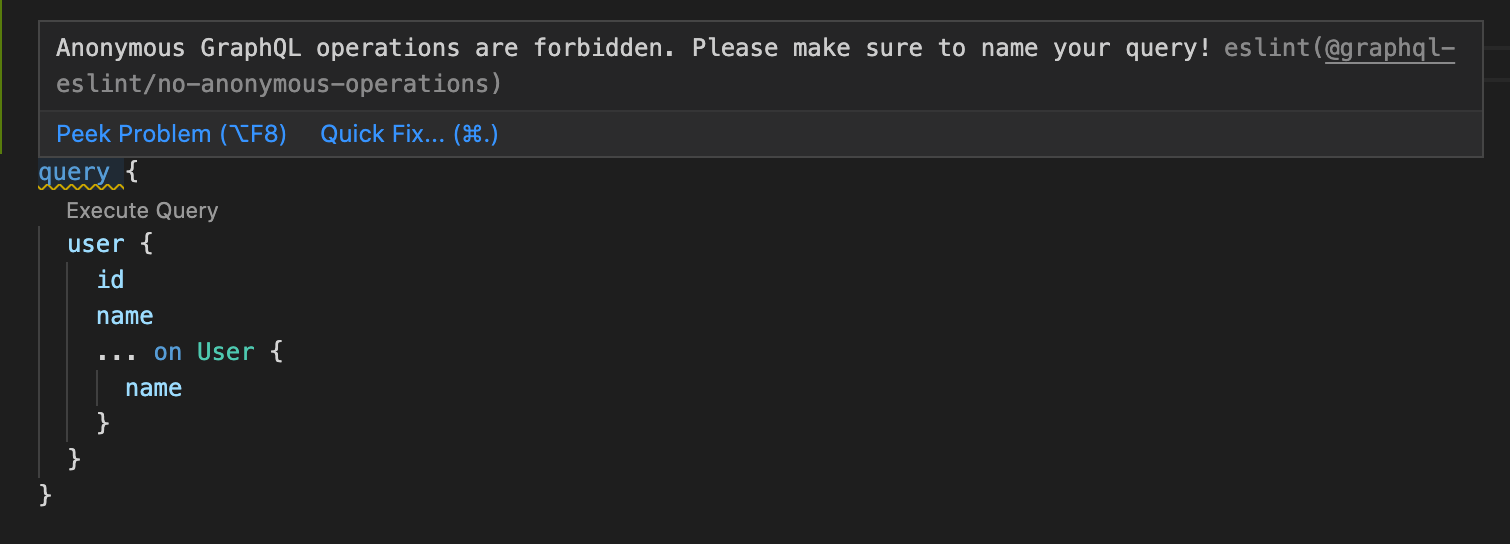 Anonymous GraphQL operations are forbidden. Please make sure to name your query! eslint(@graphql-
eslint/no-anonymous-operations)
Peek Problem (⌥F8) Quick Fix... (⌘.)
query {
Execute Query
user {
id
name
... on User {
name
}
}
}